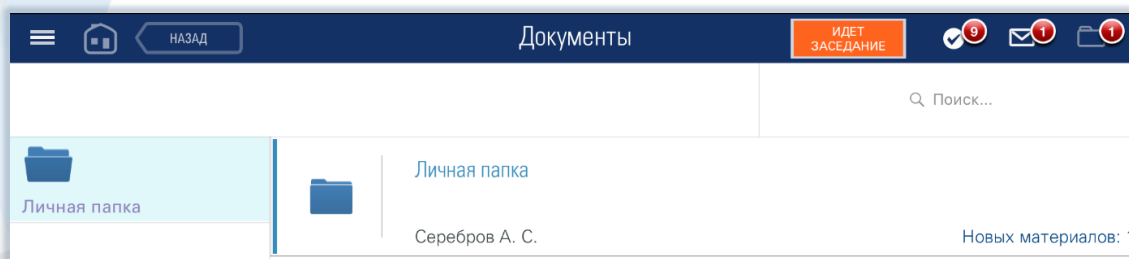 НАЗАД
Документы
ИДЕТ
ЗАСЕДАНИЕ
9
1
1
Поиск...
Личная папка
Личная папка
Серебров А. С.
Новых материалов: